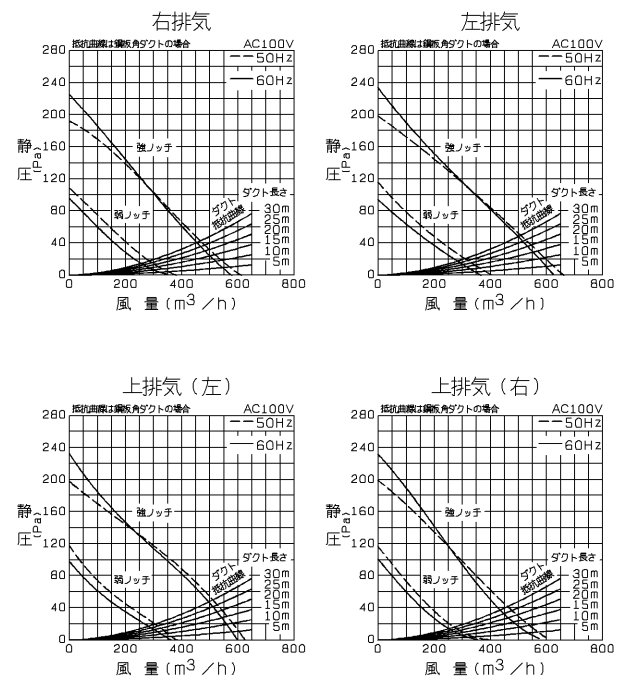 右排気
抵抗曲線は鋼板角ダクトの場合 AC100V
50Hz
60Hz
280
240
200
160
120
80
40
0
静圧(Pa)
強ノッチ
弱ノッチ
ダクト抵抗曲線
ダクト長さ
30m
25m
20m
15m
10m
5m
0 200 400 600 800
風量(m3/h)
左排気
抵抗曲線は鋼板角ダクトの場合 AC100V
50Hz
60Hz
280
240
200
160
120
80
40
0
静圧(Pa)
強ノッチ
弱ノッチ
ダクト抵抗曲線
ダクト長さ
30m
25m
20m
15m
10m
5m
0 200 400 600 800
風量(m3/h)
上排気(左)
抵抗曲線は鋼板角ダクトの場合 AC100V
50Hz
60Hz
280
240
200
160
120
80
40
0
静圧(Pa)
強ノッチ
弱ノッチ
ダクト抵抗曲線
ダクト長さ
30m
25m
20m
15m
10m
5m
0 200 400 600 800
風量(m3/h)
上排気(右)
抵抗曲線は鋼板角ダクトの場合 AC100V
50Hz
60Hz
280
240
200
160
120
80
40
0
静圧(Pa)
強ノッチ
弱ノッチ
ダクト抵抗曲線
ダクト長さ
30m
25m
20m
15m
10m
5m
0 200 400 600 800
風量(m3/h)